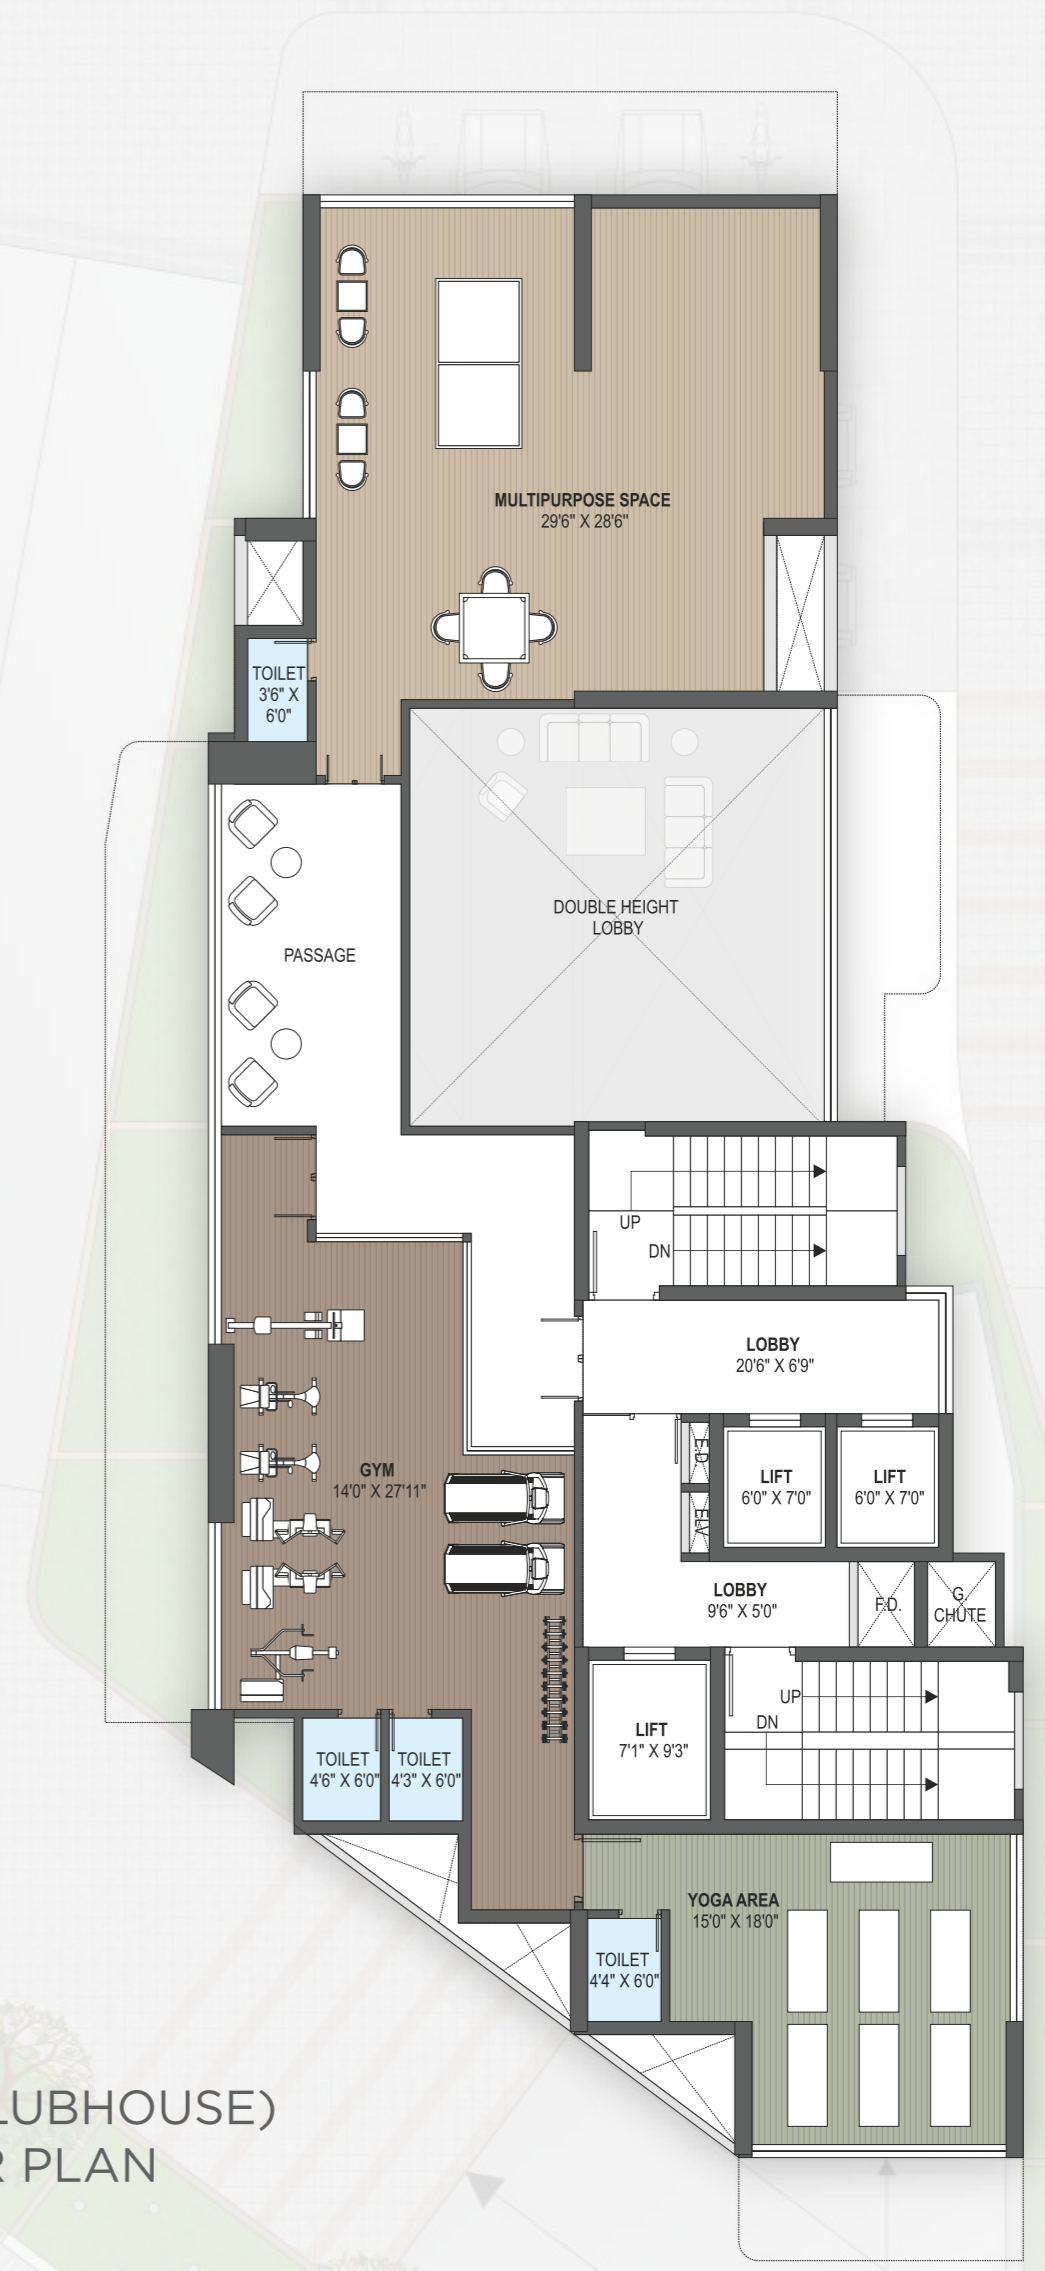 MULTIPURPOSE SPACE
29'6" X 28'6"
TOILET
3'6" X
6'0"
DOUBLE HEIGHT
LOBBY
PASSAGE
UP
DN
LOBBY
20'6" X 6'9"
E.D.
LIFT
6'0" X 7'0"
LIFT
6'0" X 7'0"
GYM
14'0" X 27'11"
ELV.
LOBBY
9'6" X 5'0"
F.D.
G.
CHUTE
UP
DN
LIFT
7'1" X 9'3"
TOILET
4'6" X 6'0"
TOILET
4'3" X 6'0"
YOGA AREA
15'0" X 18'0"
TOILET
4'4" X 6'0"
LUBHOUSE)
R PLAN